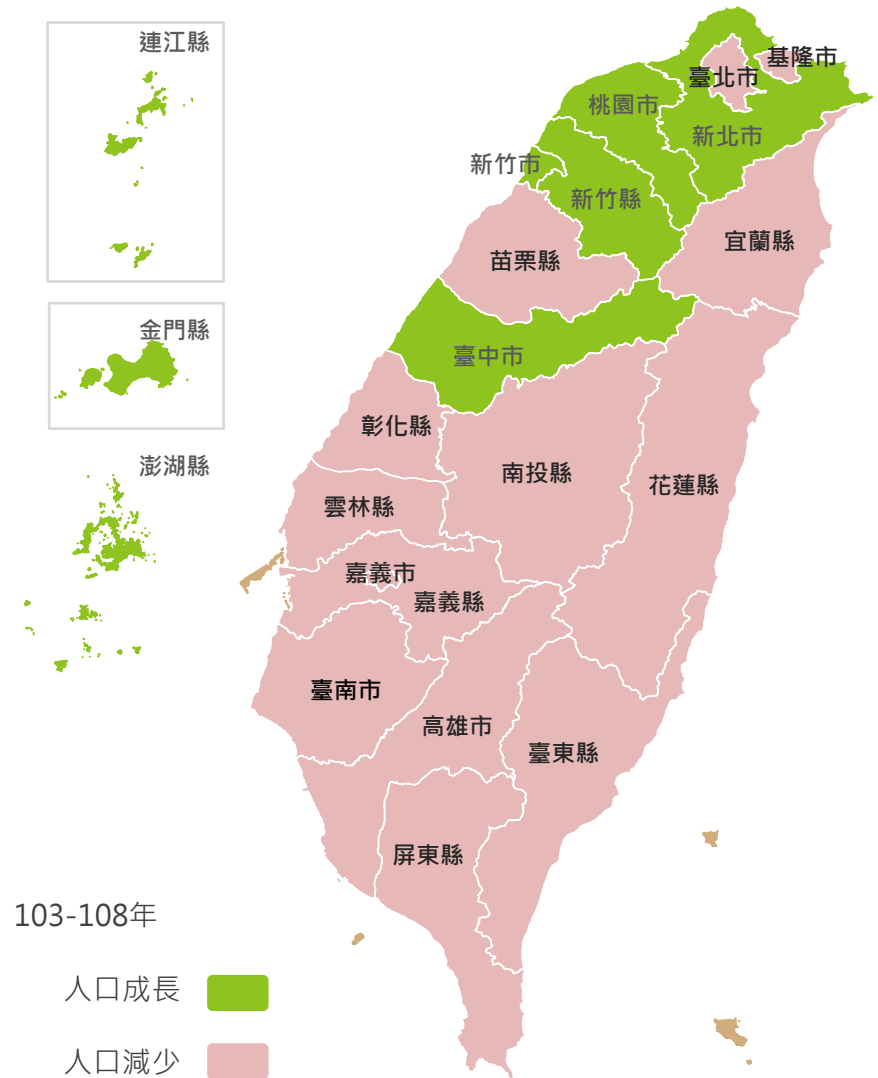 連江縣
基隆市
臺北市
桃園市
新北市
新竹市
新竹縣
宜蘭縣
苗栗縣
金門縣
臺中市
彰化縣
澎湖縣
南投縣
花蓮縣
雲林縣
嘉義市
嘉義縣
臺南市
高雄市
臺東縣
屏東縣
103-108年
人口成長
人口減少